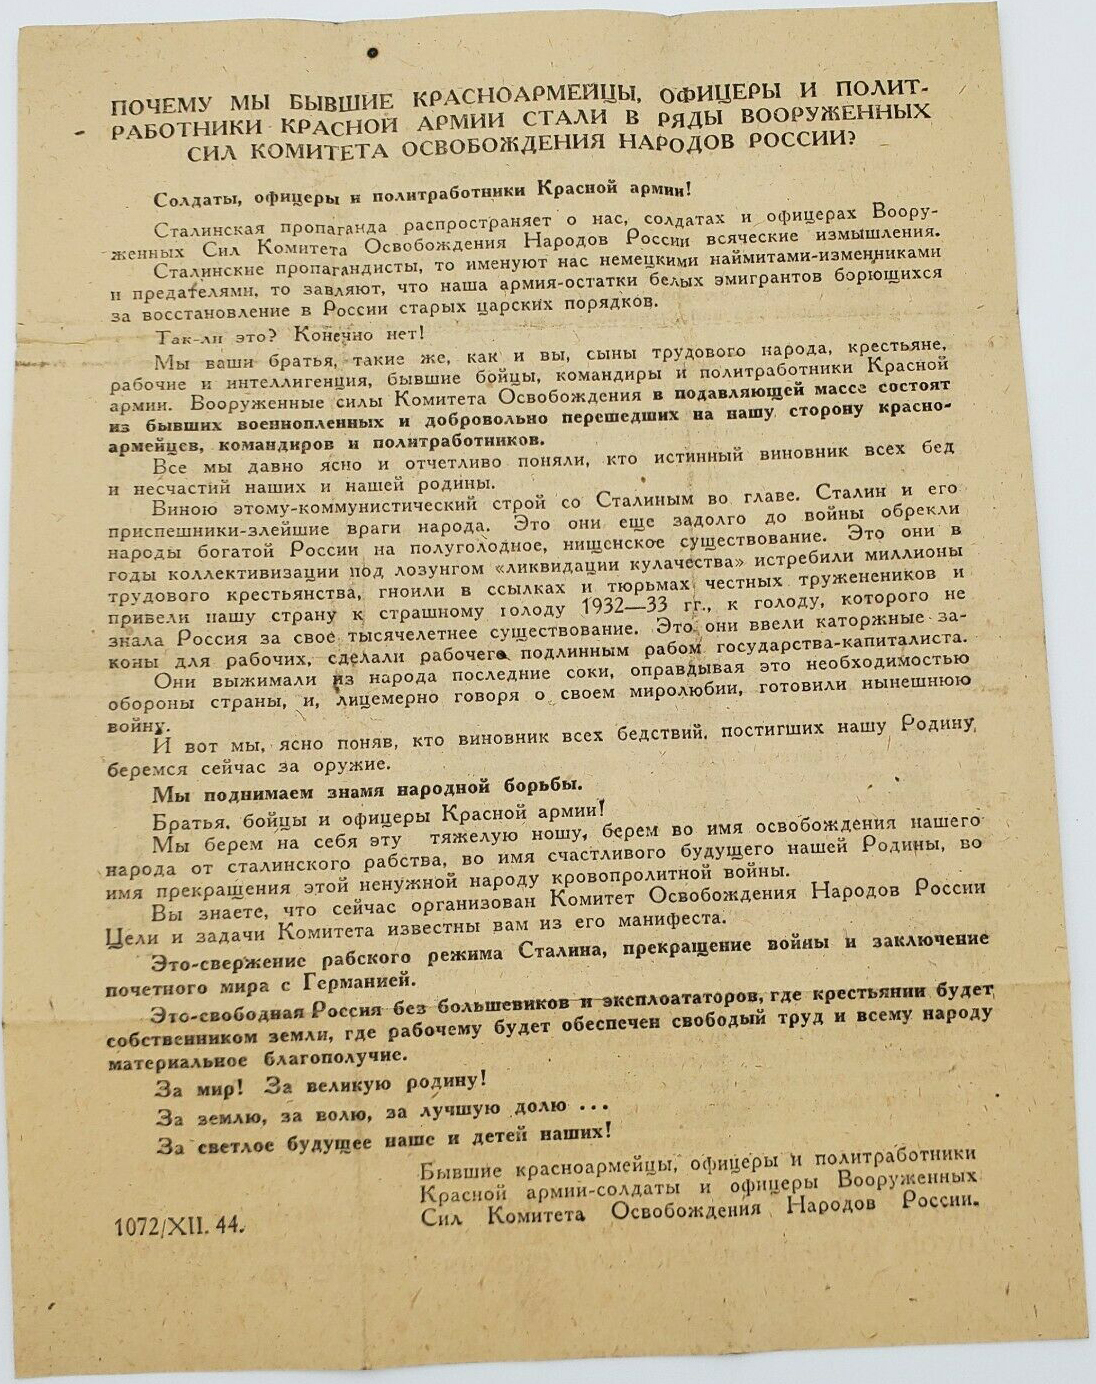 ПОЧЕМУ МЫ БЫВШИЕ КРАСНОАРМЕЙЦЫ, ОФИЦЕРЫ И ПОЛИТ-
РАБОТНИКИ КРАСНОЙ АРМИИ СТАЛИ В РЯДЫ ВООРУЖЕННЫХ
СИЛ КОМИТЕТА ОСВОБОЖДЕНИЯ НАРОДОВ РОССИИ?
Солдаты, офицеры и политработники Красной армии!
Сталинская пропаганда распространяет о нас, солдатах и офицерах Воору-
женных Сил Комитета Освобождения Народов России всяческие измышления.
Сталинские пропагандисты, то именуют нас немецкими наймитами-изменниками
и предателями, то завляют, что наша армия-остатки белых эмигрантов борющихся
за восстановление в России старых царских порядков.
Так-ли это? Конечно нет!
Мы ваши братья, такие же, как и вы, сыны трудового народа, крестьяне,
рабочие и интеллигенция, бывшие бойцы, командиры и политработники Красной
армии. Вооруженные силы Комитета Освобождения в подавляющей массе состоят
из бывших военнопленных и добровольно перешедших на нашу сторону красно-
армейцев, командиров и политработников.
Все мы давно ясно и отчетливо поняли, кто истинный виновник всех бед
и несчастий наших и нашей родины.
Виною этому-коммунистический строй со Сталиным во главе. Сталин и его
приспешники-злейшие враги народа. Это они еще задолго до войны обрекли
народы богатой России на полуголодное, нищенское существование. Это они в
годы коллективизации под лозунгом «ликвидации кулачества» истребили миллионы
трудового крестьянства, гноили в ссылках и тюрьмах честных тружеников и
привели нашу страну к страшному голоду 1932—33 гг., к голоду, которого не
знала Россия за свое тысячелетнее существование. Это они ввели каторжные за-
коны для рабочих, сделали рабочего подлинным рабом государства-капиталиста.
Они выжимали из народа последние соки, оправдывая это необходимостью
обороны страны, и, лицемерно говоря о своем миролюбии, готовили нынешнюю
войну.
И вот мы, ясно поняв, кто виновник всех бедствий, постигших нашу Родину,
беремся сейчас за оружие.
Мы поднимаем знамя народной борьбы.
Братья, бойцы и офицеры Красной армии!
Мы берем на себя эту тяжелую ношу, берем во имя освобождения нашего
народа от сталинского рабства, во имя счастливого будущего нашей Родины, во
имя прекращения этой ненужной народу кровопролитной войны.
Вы знаете, что сейчас организован Комитет Освобождения Народов России
Цели и задачи Комитета известны вам из его манифеста.
Это-свержение рабского режима Сталина, прекращение войны и заключение
почетного мира с Германией.
Это-свободная Россия без большевиков и эксплоататоров, где крестьянин будет
собственником земли, где рабочему будет обеспечен свободый труд и всему народу
материальное благополучие.
За мир! За великую родину!
За землю, за волю, за лучшую долю ...
За светлое будущее наше и детей наших!
Бывшие красноармейцы, офицеры и политработники
Красной армии-солдаты и офицеры Вооруженных
Сил Комитета Освобождения Народов России.
1072/XII. 44.